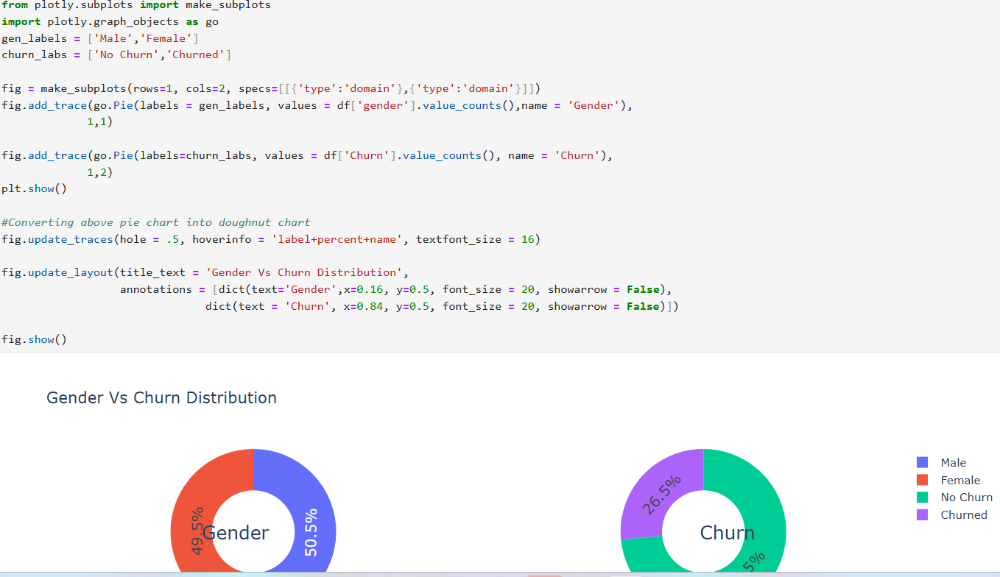 from plotly.subplots import make_subplots
import plotly.graph_objects as go
gen_labels = ['Male','Female']
churn_labs = ['No Churn','Churned']
fig = make_subplots(rows=1, cols=2, specs=[[{'type':'domain'},{'type':'domain'}]])
fig.add_trace(go.Pie(labels = gen_labels, values = df['gender'].value_counts(),name = 'Gender'),
1,1)
fig.add_trace(go.Pie(labels=churn_labs, values = df['Churn'].value_counts(), name = 'Churn'),
1,2)
plt.show()
#Converting above pie chart into doughnut chart
fig.update_traces(hole = .5, hoverinfo = 'label+percent+name', textfont_size = 16)
fig.update_layout(title_text = 'Gender Vs Churn Distribution',
annotations = [dict(text='Gender',x=0.16, y=0.5, font_size = 20, showarrow = False),
dict(text = 'Churn', x=0.84, y=0.5, font_size = 20, showarrow = False)])
fig.show()
Gender Vs Churn Distribution
49.5%
Gender
50.5%
26.5%
Churn
5%
Male
Female
No Churn
Churned